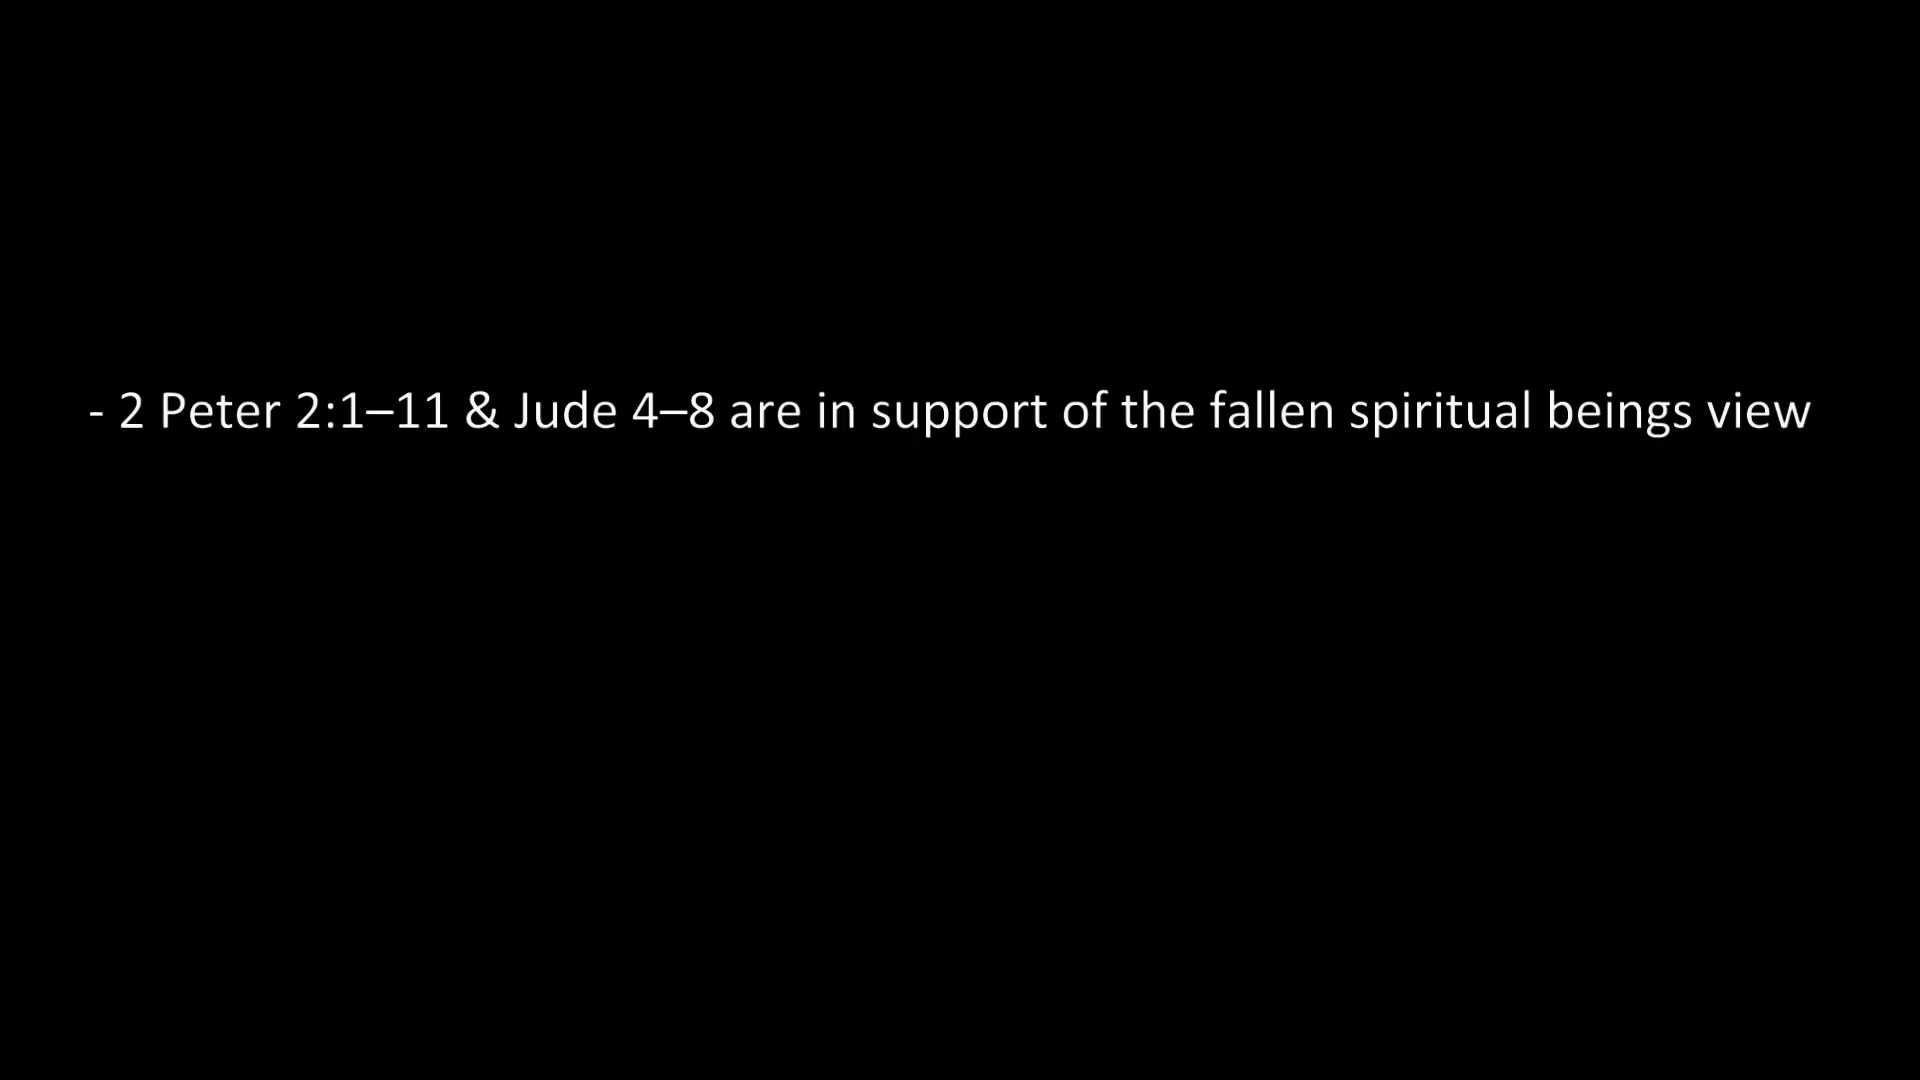 - 2 Peter 2:1–11 & Jude 4–8 are in support of the fallen spiritual beings view